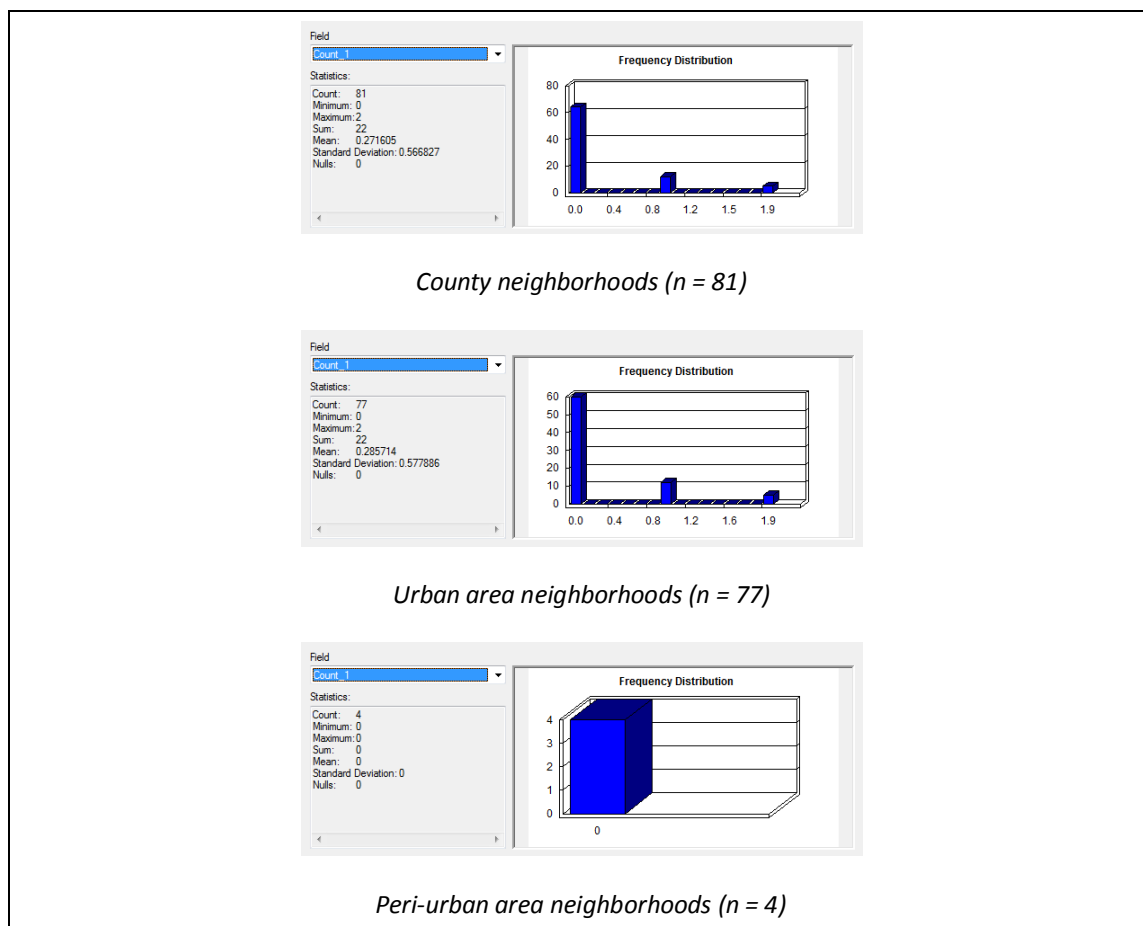 Field
Count_1
Statistics:
Count: 81
Minimum: 0
Maximum: 2
Sum: 22
Mean: 0.271605
Standard Deviation: 0.566827
Nulls: 0
Frequency Distribution
80
60
40
20
0
0.0 0.4 0.8 1.2 1.5 1.9
County neighborhoods (n = 81)
Field
Count_1
Statistics:
Count: 77
Minimum: 0
Maximum: 2
Sum: 22
Mean: 0.285714
Standard Deviation: 0.577886
Nulls: 0
Frequency Distribution
60
50
40
30
20
10
0
0.0 0.4 0.8 1.2 1.6 1.9
Urban area neighborhoods (n = 77)
Field
Count_1
Statistics:
Count: 4
Minimum: 0
Maximum: 0
Sum: 0
Mean: 0
Standard Deviation: 0
Nulls: 0
Frequency Distribution
4
3
2
1
0
0
Peri-urban area neighborhoods (n = 4)